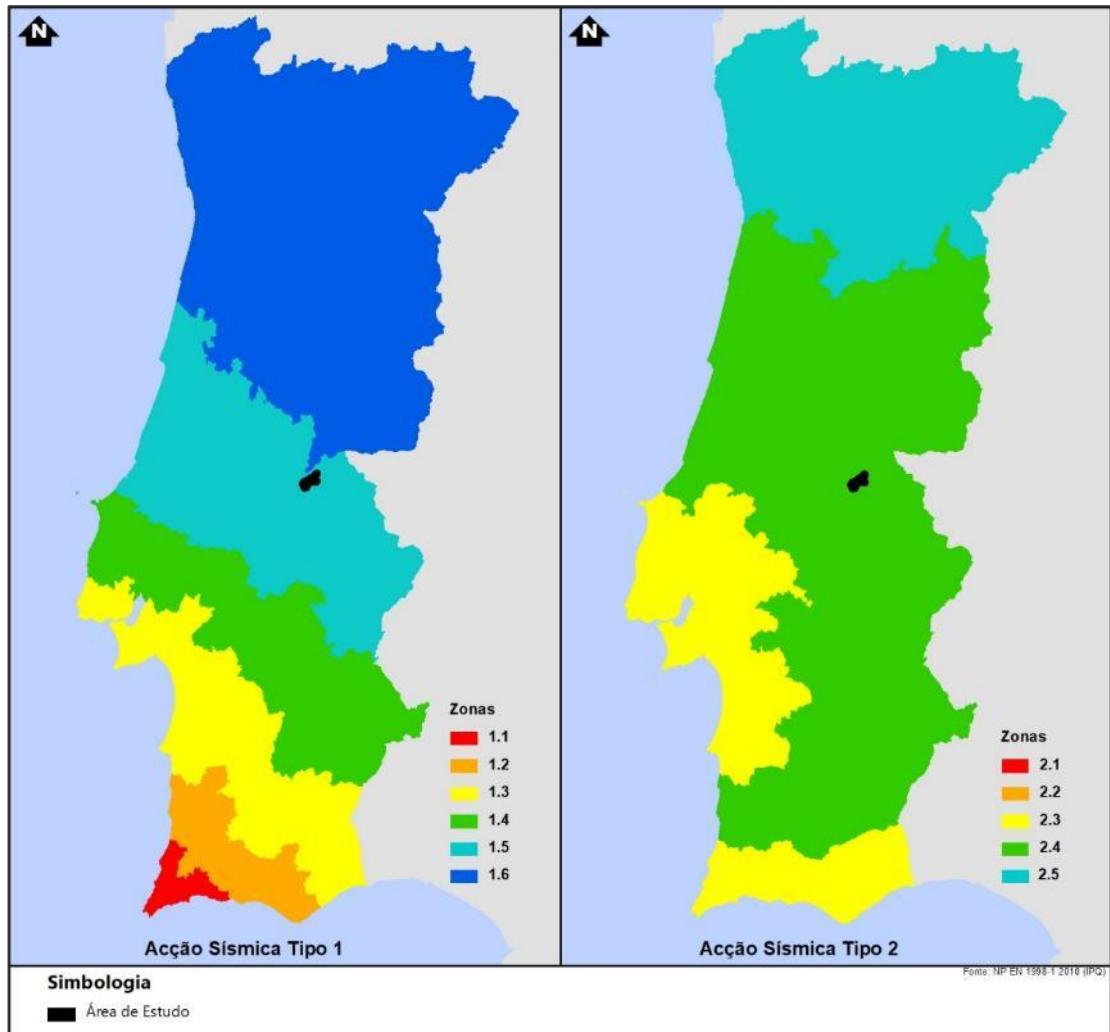 N
Zonas
1.1
1.2
1.3
1.4
1.5
1.6
Acção Sísmica Tipo 1
N
Zonas
2.1
2.2
2.3
2.4
2.5
Acção Sísmica Tipo 2
Fonte: NP EN 1998-1 2010 (IPQ)
Simbologia
Área de Estudo